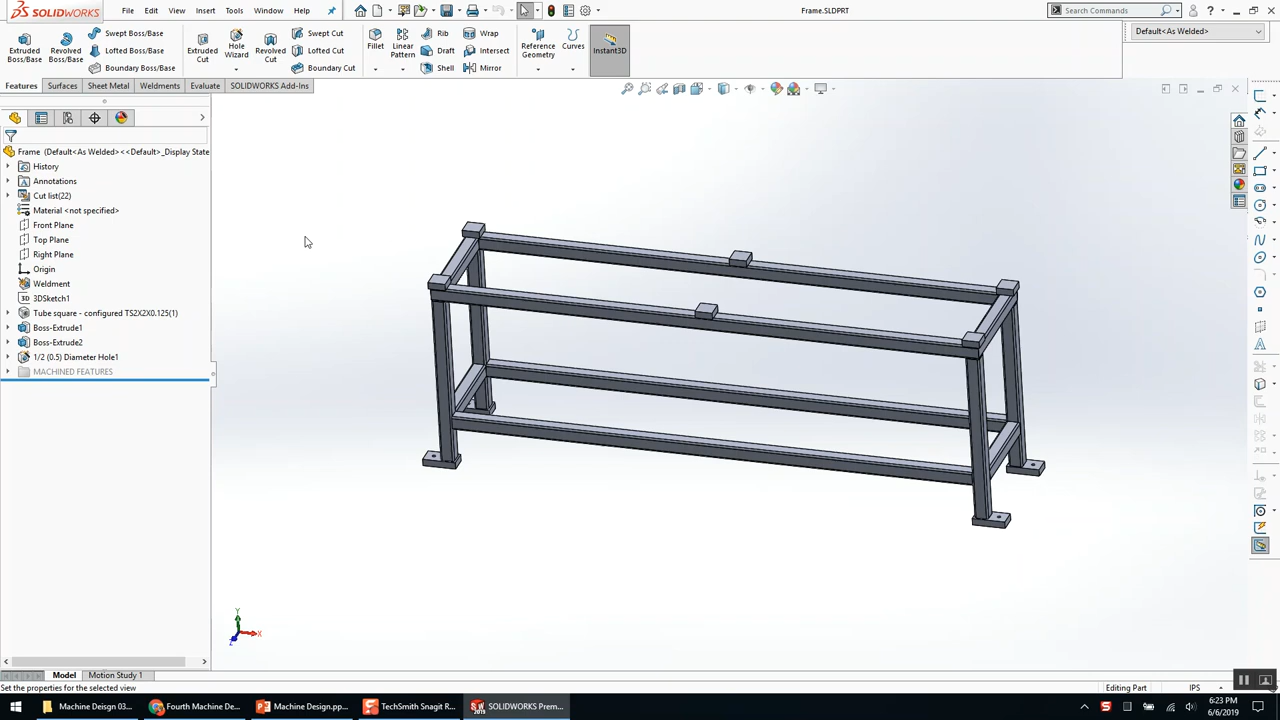 SOLIDWORKS
File
Edit
View
Insert
Tools
Window
Help
Frame.SLDPRT
Search Commands
Default<As Welded>
Extruded
Boss/Base
Revolved
Boss/Base
Swept Boss/Base
Lofted Boss/Base
Boundary Boss/Base
Extruded
Cut
Hole
Wizard
Revolved
Cut
Swept Cut
Lofted Cut
Boundary Cut
Fillet
Linear
Pattern
Rib
Draft
Shell
Wrap
Intersect
Mirror
Reference
Geometry
Curves
Instant3D
Features
Surfaces
Sheet Metal
Weldments
Evaluate
SOLIDWORKS Add-Ins
Frame (Default<As Welded><<Default>_Display State
History
Annotations
Cut list(22)
Material <not specified>
Front Plane
Top Plane
Right Plane
Origin
Weldment
3DSketch1
Tube square - configured TS2X2X0.125(1)
Boss-Extrude1
Boss-Extrude2
1/2 (0.5) Diameter Hole1
MACHINED FEATURES
Y
X
Z
Model
Motion Study 1
Set the properties for the selected view
Editing Part
IPS
Machine Deisgn 03...
Fourth Machine De...
Machine Design.pp...
TechSmith Snagit R...
SOLIDWORKS Prem...
6:23 PM
6/6/2019